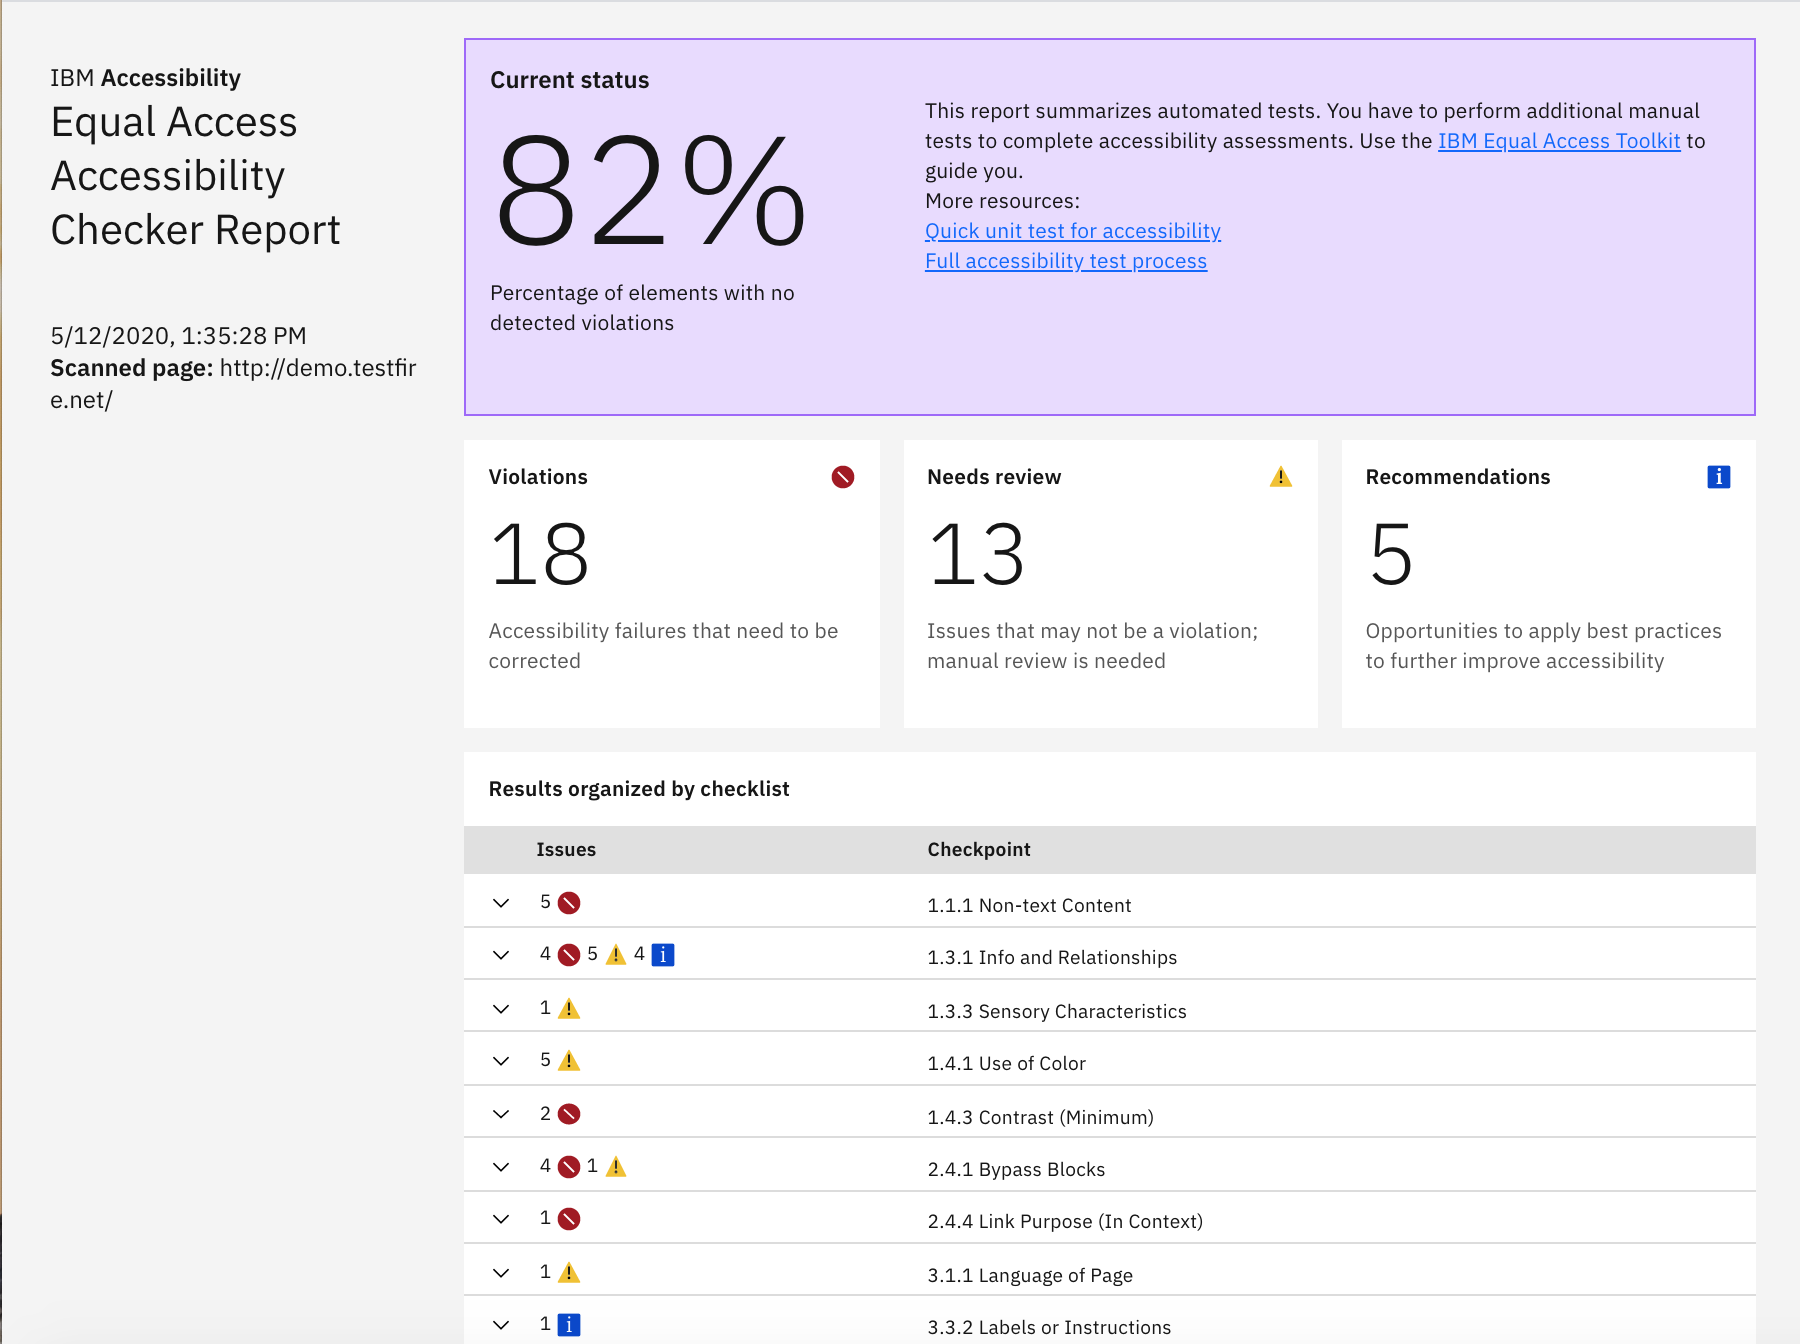 IBM Accessibility
Equal Access
Accessibility
Checker Report
5/12/2020, 1:35:28 PM
Scanned page: http://demo.testfir
e.net/
Current status
82%
Percentage of elements with no
detected violations
This report summarizes automated tests. You have to perform additional manual
tests to complete accessibility assessments. Use the IBM Equal Access Toolkit to
guide you.
More resources:
Quick unit test for accessibility
Full accessibility test process
Violations
18
Accessibility failures that need to be
corrected
Needs review
13
Issues that may not be a violation;
manual review is needed
Recommendations
5
Opportunities to apply best practices
to further improve accessibility
Results organized by checklist
Issues Checkpoint
5 1.1.1 Non-text Content
4 5 4 1.3.1 Info and Relationships
1 1.3.3 Sensory Characteristics
5 1.4.1 Use of Color
2 1.4.3 Contrast (Minimum)
4 1 2.4.1 Bypass Blocks
1 2.4.4 Link Purpose (In Context)
1 3.1.1 Language of Page
1 3.3.2 Labels or Instructions